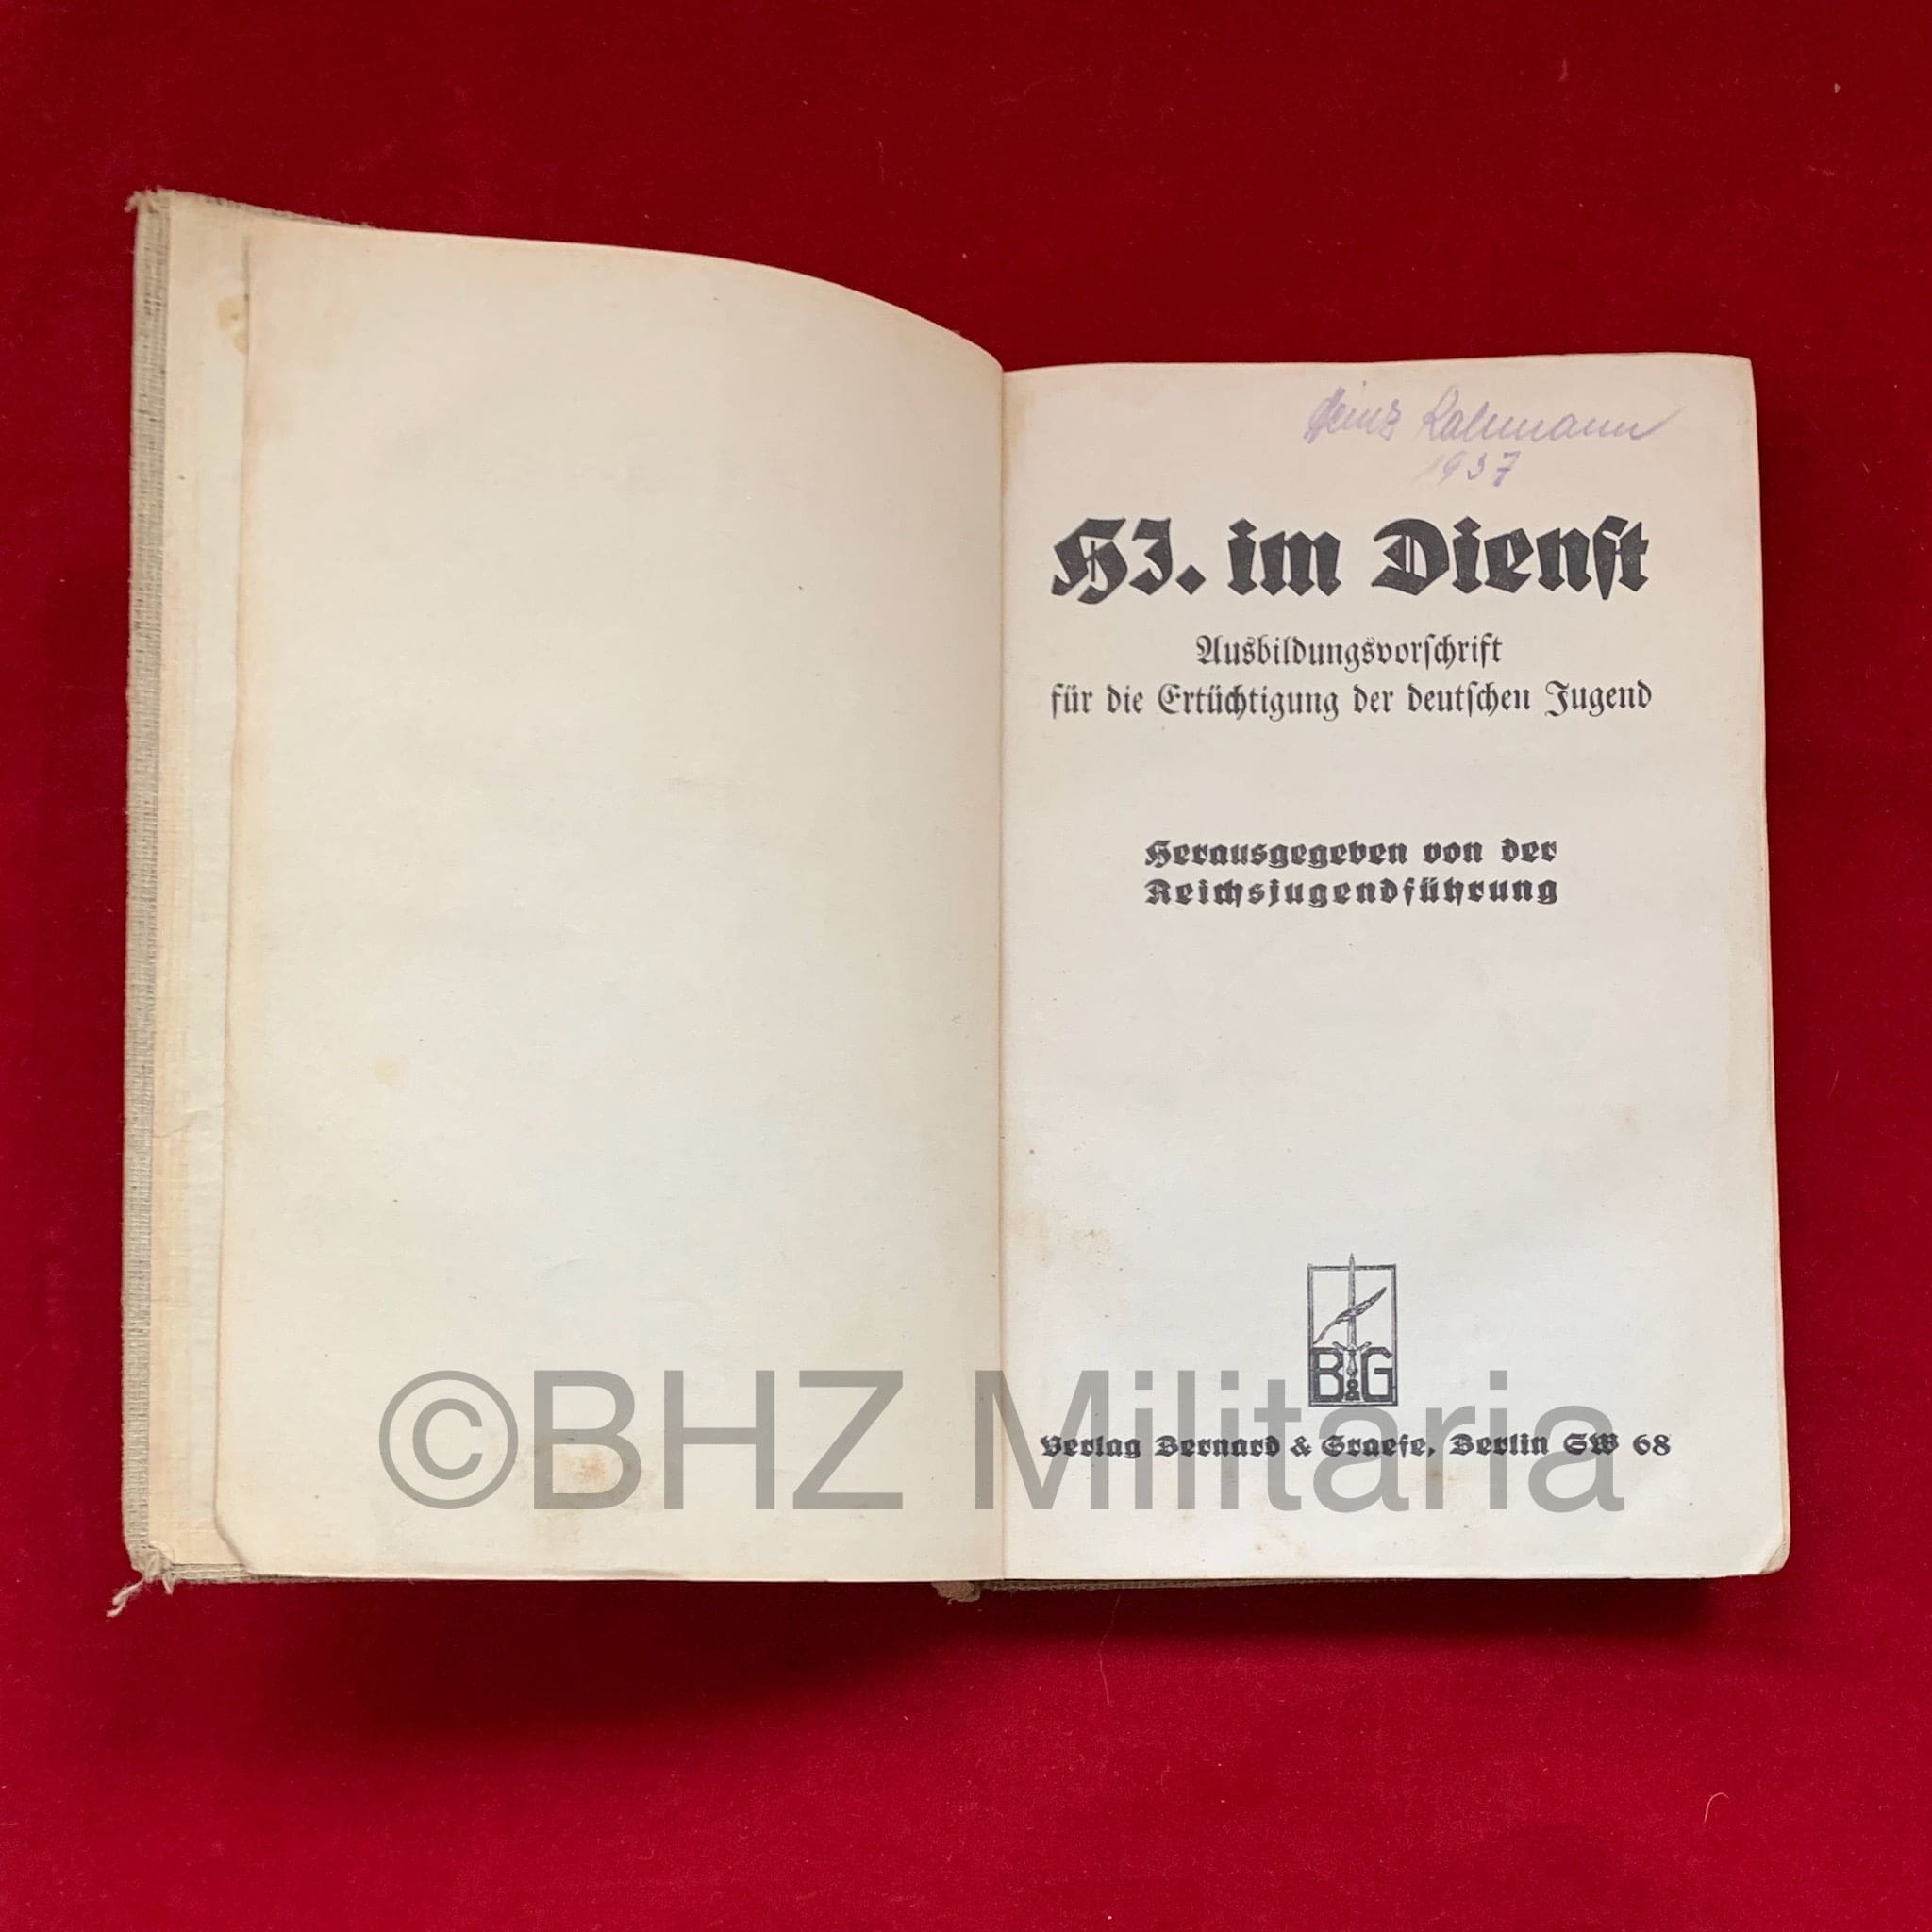 Heinz
1937
HJ. im Dienst
Ausbildungsvorschrift
für die Ertüchtigung der deutschen Jugend
Herausgegeben von der
Reichsjugendführung
B&G
Verlag Bernard & Graefe, Berlin SW 68
©BHZ Militaria